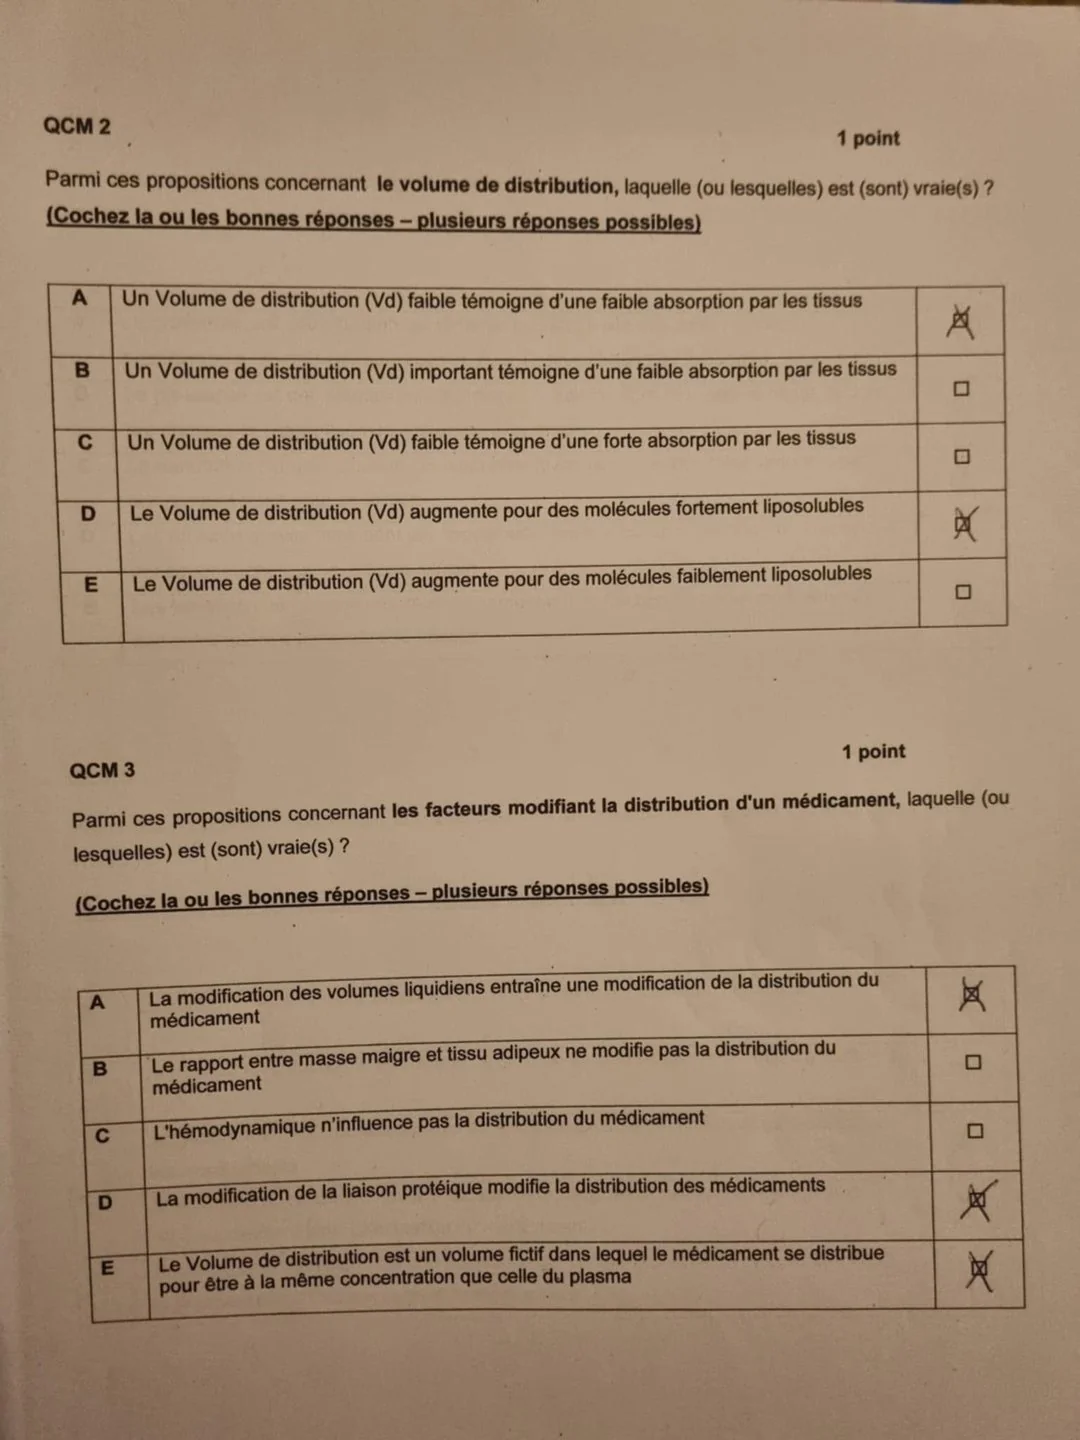 QCM 2
1 point
Parmi ces propositions concernant le volume de distribution, laquelle (ou lesquelles) est (sont) vraie(s) ?
(Cochez la ou les bonnes réponses – plusieurs réponses possibles)
A Un Volume de distribution (Vd) faible témoigne d'une faible absorption par les tissus
B Un Volume de distribution (Vd) important témoigne d'une faible absorption par les tissus
C Un Volume de distribution (Vd) faible témoigne d'une forte absorption par les tissus
D Le Volume de distribution (Vd) augmente pour des molécules fortement liposolubles
E Le Volume de distribution (Vd) augmente pour des molécules faiblement liposolubles
QCM 3
1 point
Parmi ces propositions concernant les facteurs modifiant la distribution d'un médicament, laquelle (ou
lesquelles) est (sont) vraie(s) ?
(Cochez la ou les bonnes réponses – plusieurs réponses possibles)
A La modification des volumes liquidiens entraîne une modification de la distribution du
médicament
B Le rapport entre masse maigre et tissu adipeux ne modifie pas la distribution du
médicament
C L'hémodynamique n'influence pas la distribution du médicament
D La modification de la liaison protéique modifie la distribution des médicaments
E Le Volume de distribution est un volume fictif dans lequel le médicament se distribue
pour être à la même concentration que celle du plasma